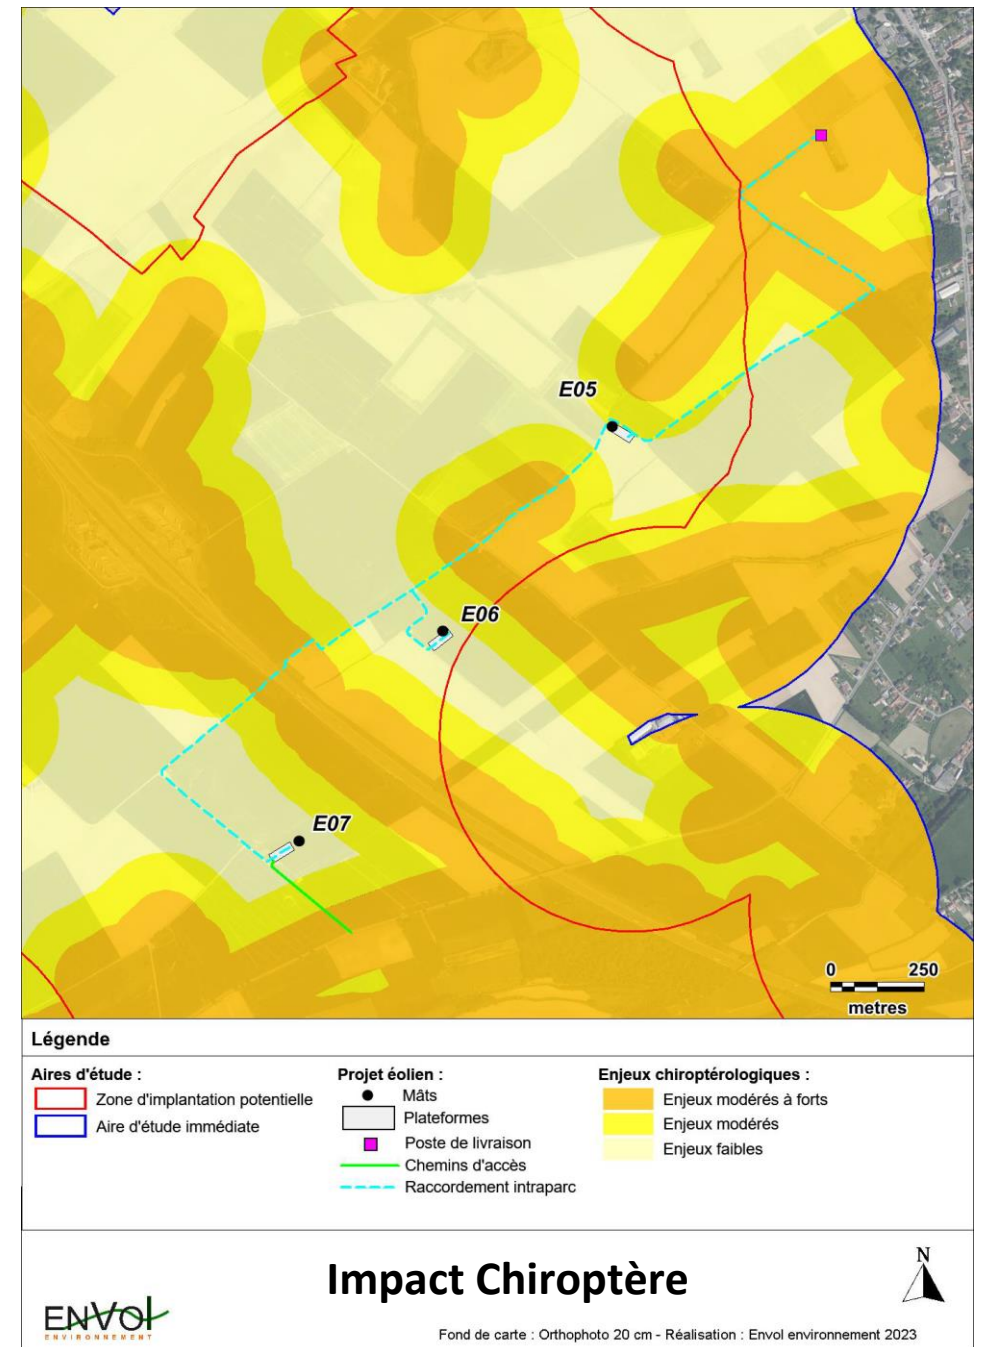 E05
E06
E07
0 250
metres
Légende
Aires d'étude :
Zone d'implantation potentielle
Aire d'étude immédiate
Projet éolien :
Mâts
Plateformes
Poste de livraison
Chemins d'accès
Raccordement intraparc
Enjeux chiroptérologiques :
Enjeux modérés à forts
Enjeux modérés
Enjeux faibles
N
Impact Chiroptère
ENVOl
ENVIRONNEMENT
Fond de carte : Orthophoto 20 cm - Réalisation : Envol environnement 2023